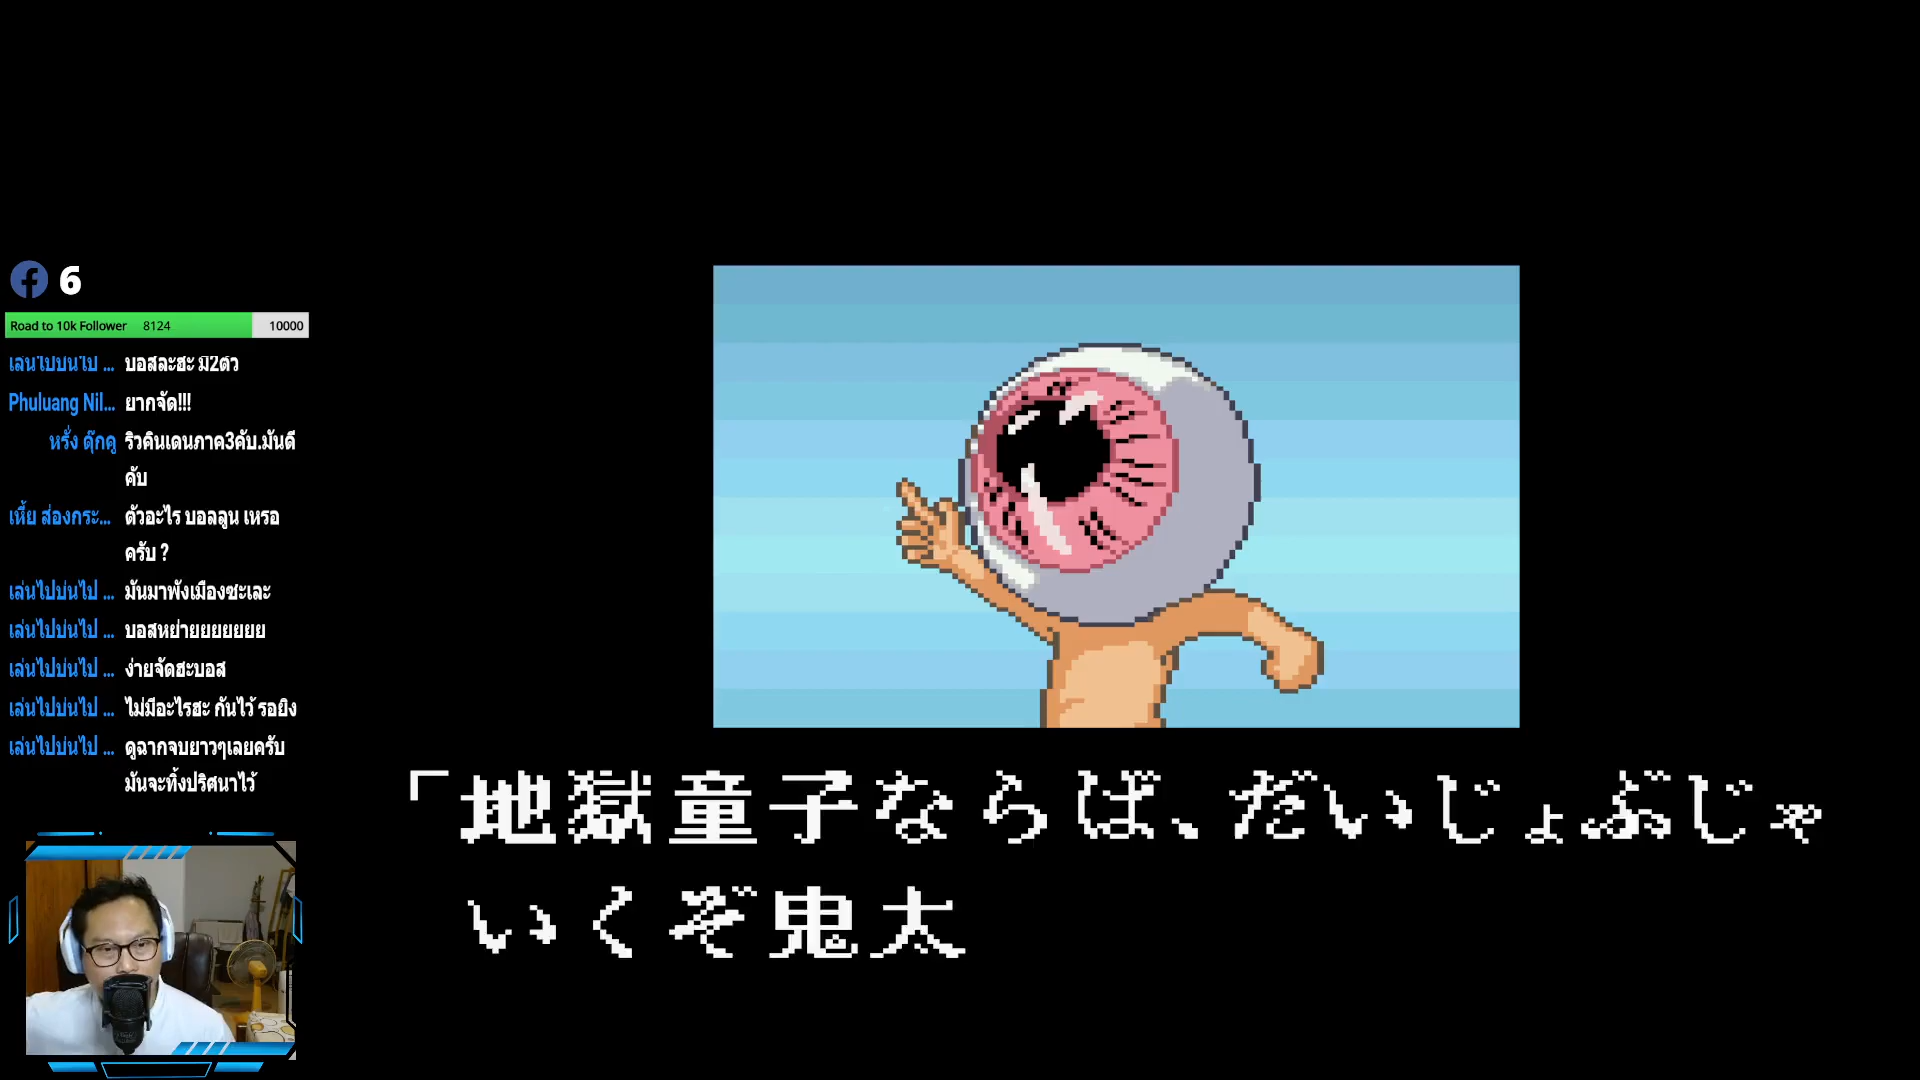 6
Road to 10k Follower 8124 10000
เล่นไปบ่นไป ... บอสละฮะ มี2ตัว
Phuluang Nil... ยากจัด!!!
หรั่ง ดุ๊กดู ริวคินเดนภาค3คับ.มันดี
คับ
เหี้ย ส่องกระ... ตัวอะไร บอลลูน เหรอ
ครับ ?
เล่นไปบ่นไป ... มันมาพังเมืองซะเละ
เล่นไปบ่นไป ... บอสหย่ายยยยยยย
เล่นไปบ่นไป ... ง่ายจัดฮะบอส
เล่นไปบ่นไป ... ไม่มีอะไรฮะ กันไว้ รอยิง
เล่นไปบ่นไป ... ดูฉากจบยาวๆเลยครับ
มันจะทิ้งปริศนาไว้
「地獄童子ならば、だいじょぶじゃ
いくぞ鬼太